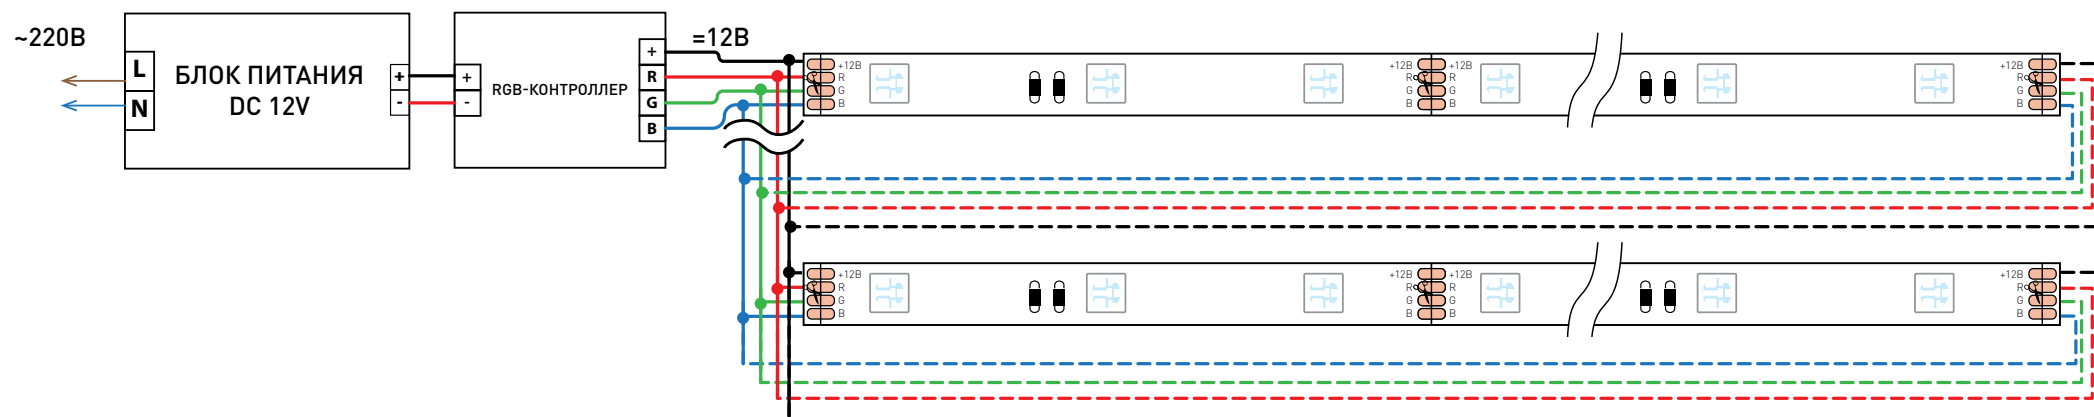 ~220В
L
N
БЛОК ПИТАНИЯ
DC 12V
+
-
+
-
RGB-КОНТРОЛЛЕР
+
R
G
B
=12В
+12В
R
G
B
+12В
R
G
B
+12В
R
G
B
+12В
R
G
B
+12В
R
G
B
+12В
R
G
B
+12В
R
G
B
+12В
R
G
B